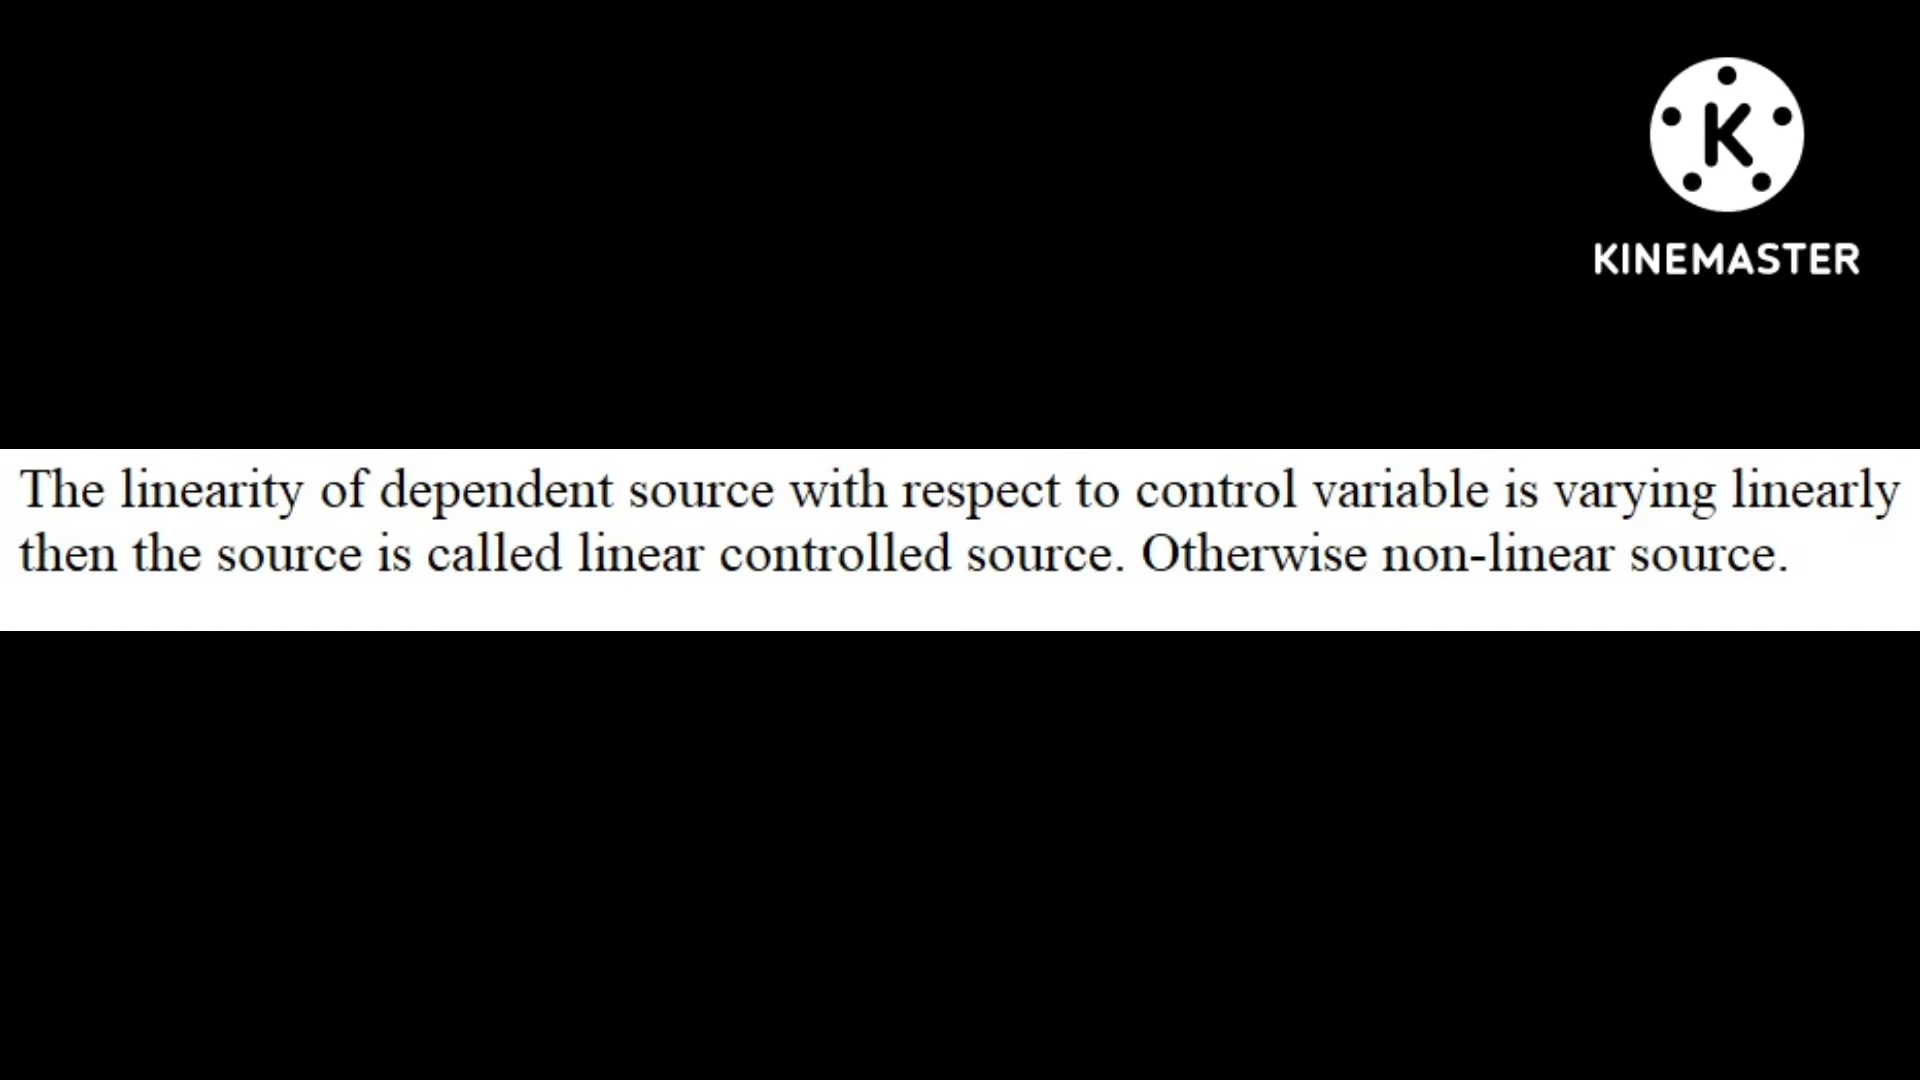 K
KINEMASTER
The linearity of dependent source with respect to control variable is varying linearly
then the source is called linear controlled source. Otherwise non-linear source.